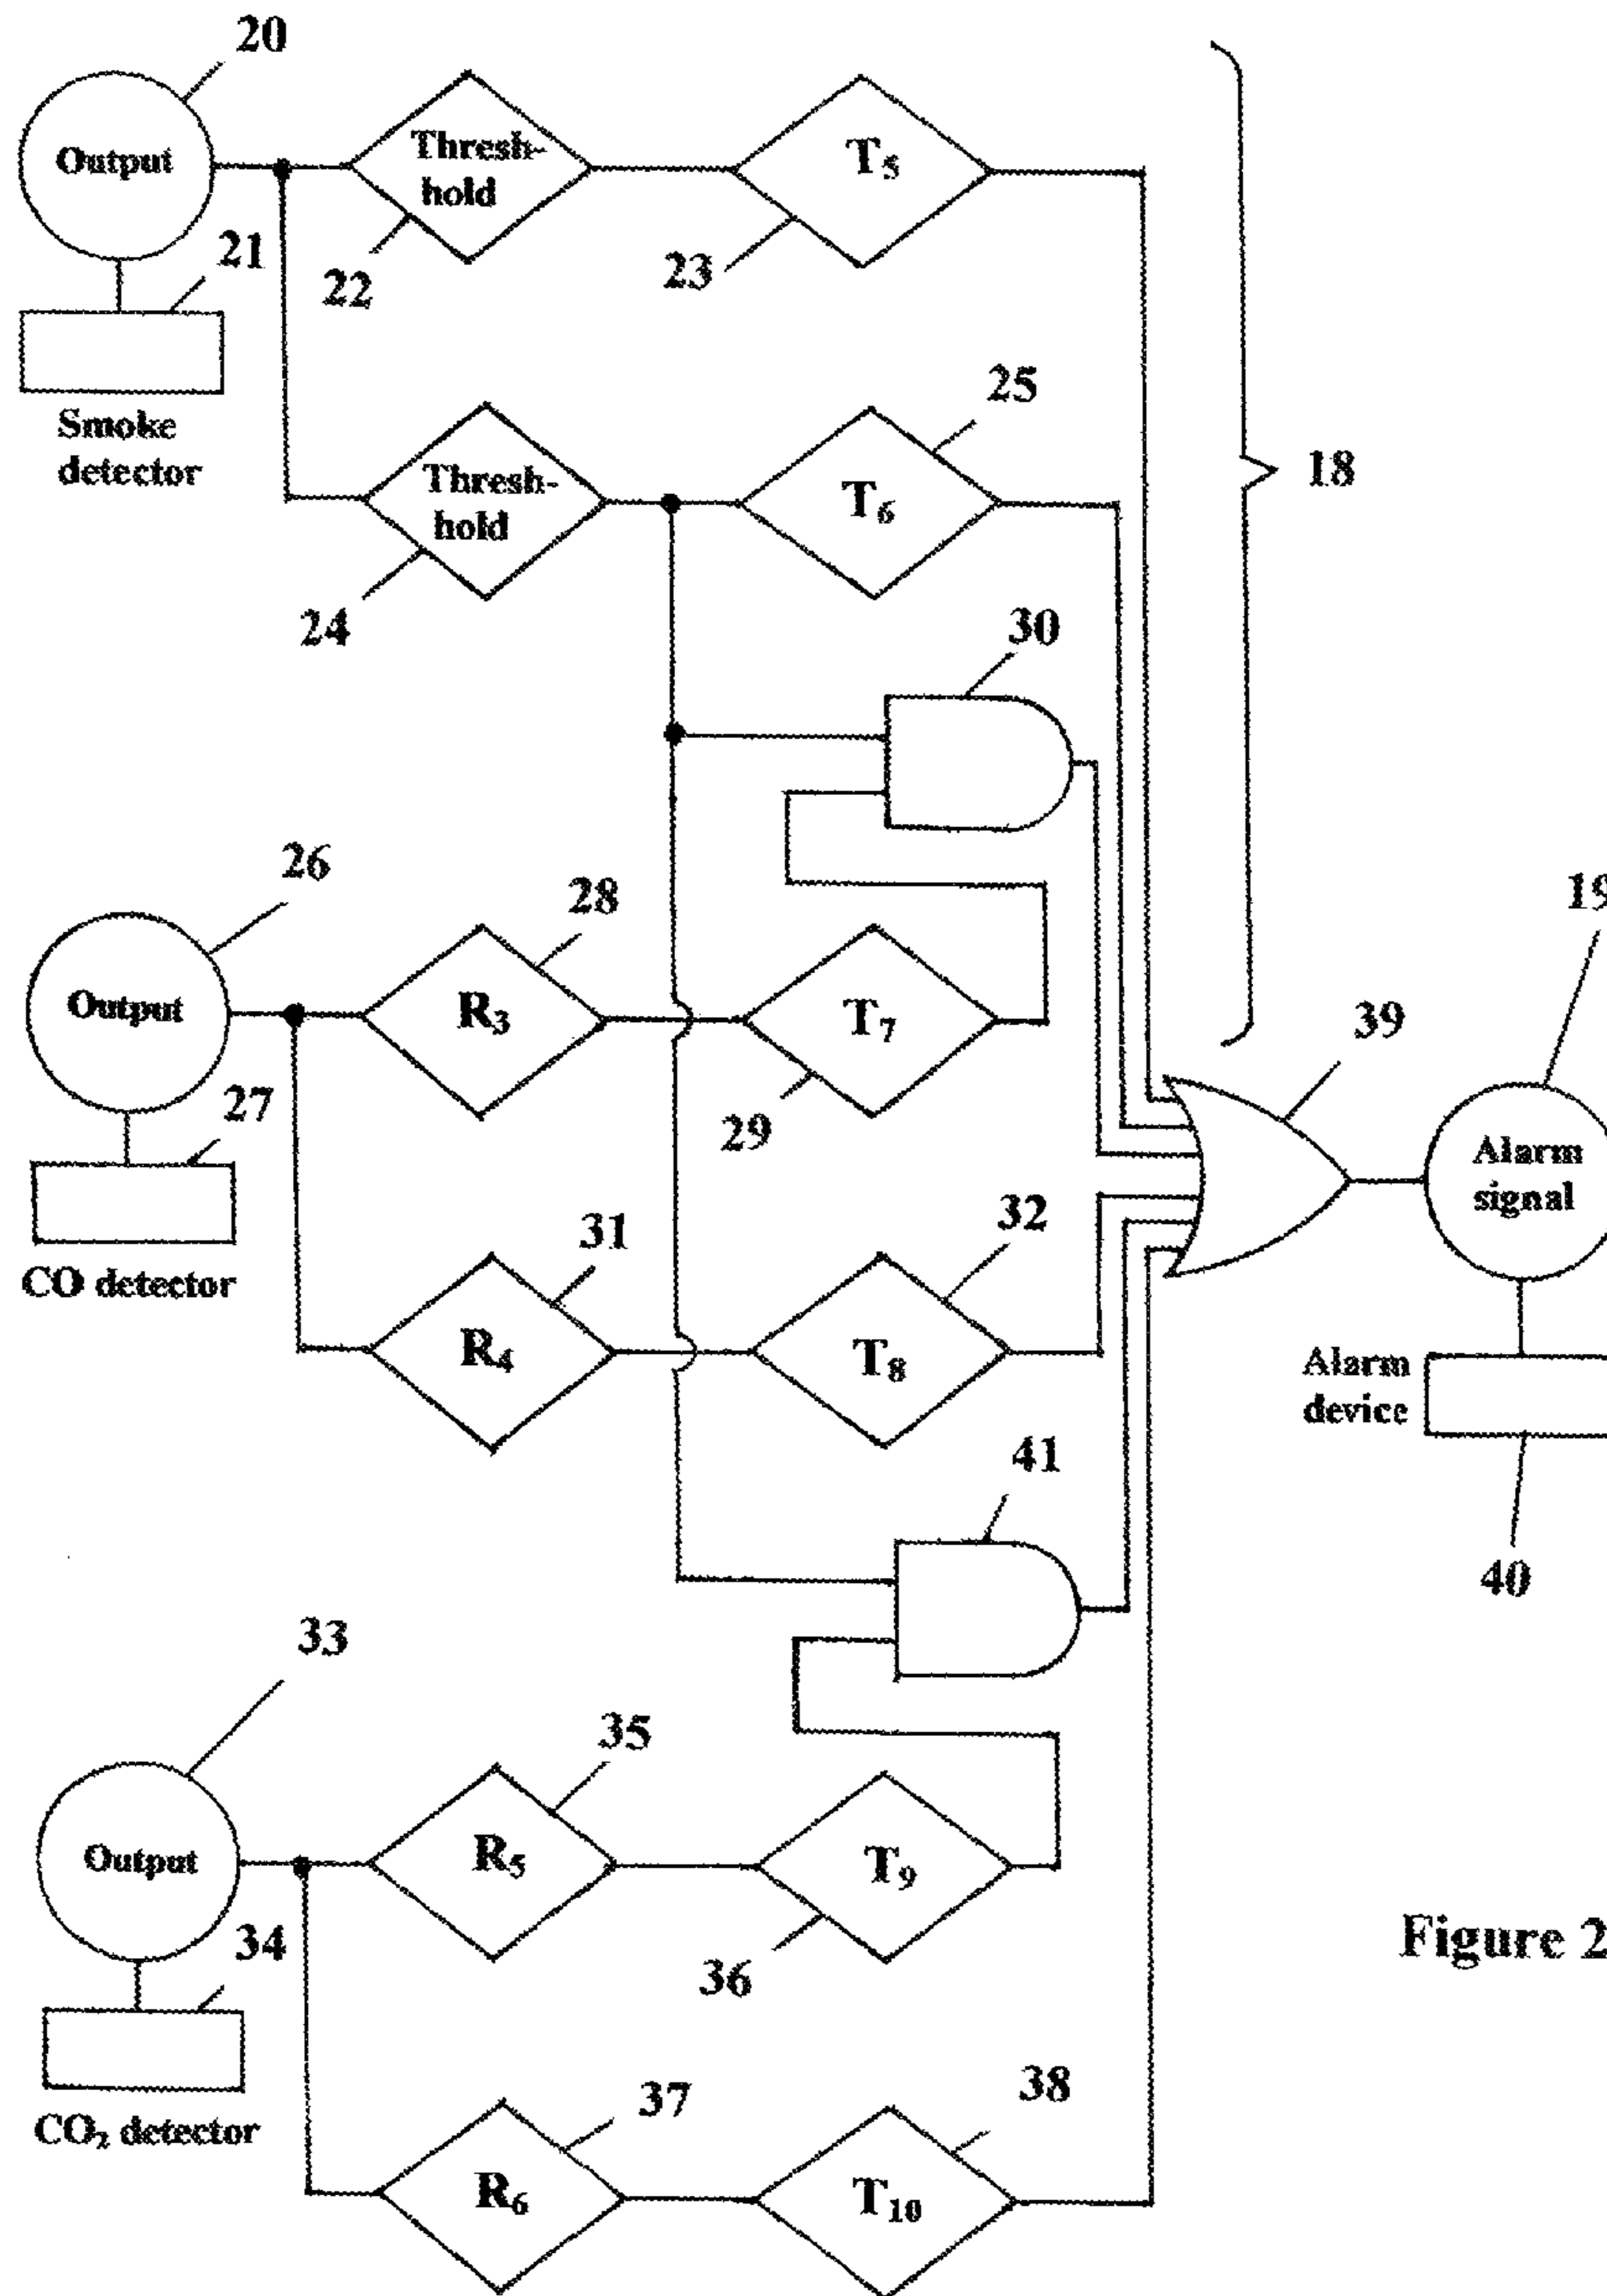 20
Output
Thresh-
hold
T5
21
22
23
Smoke
detector
25
18
Thresh-
hold
T6
24
30
26
28
19
Output
R3
T7
39
27
29
Alarm
signal
CO detector
31
32
R4
T8
Alarm
device
41
40
33
35
Output
R5
T9
34
36
Figure 2
CO2 detector
37
38
R6
T10